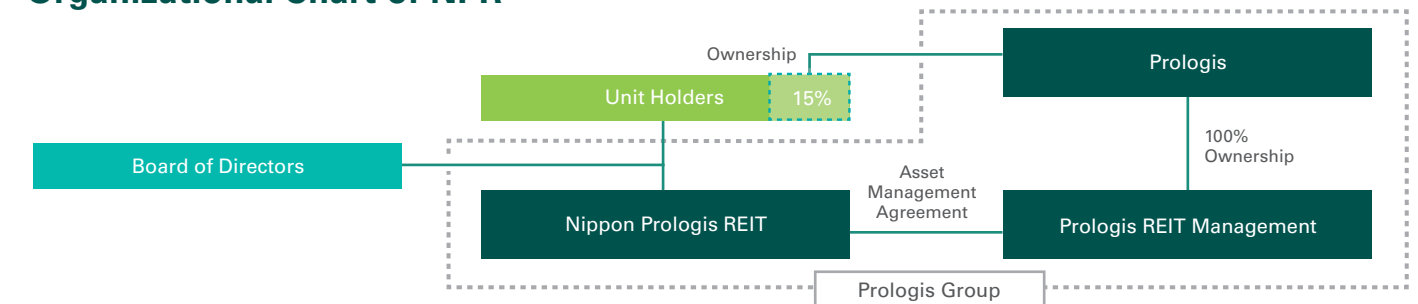 Ownership
Prologis
Unit Holders
15%
100%
Ownership
Board of Directors
Asset
Management
Agreement
Nippon Prologis REIT
Prologis REIT Management
Prologis Group